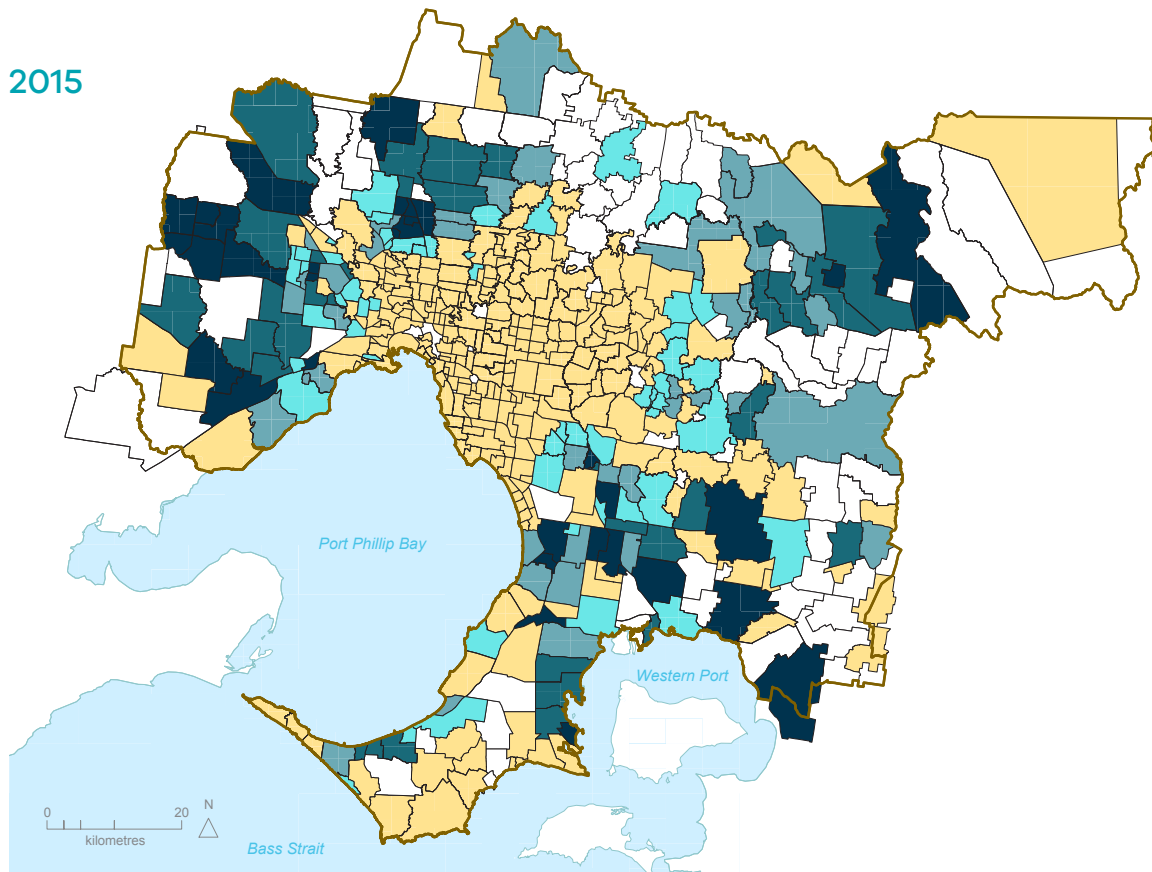 2015
Port Phillip Bay
Western Port
0 20
N
kilometres
Bass Strait